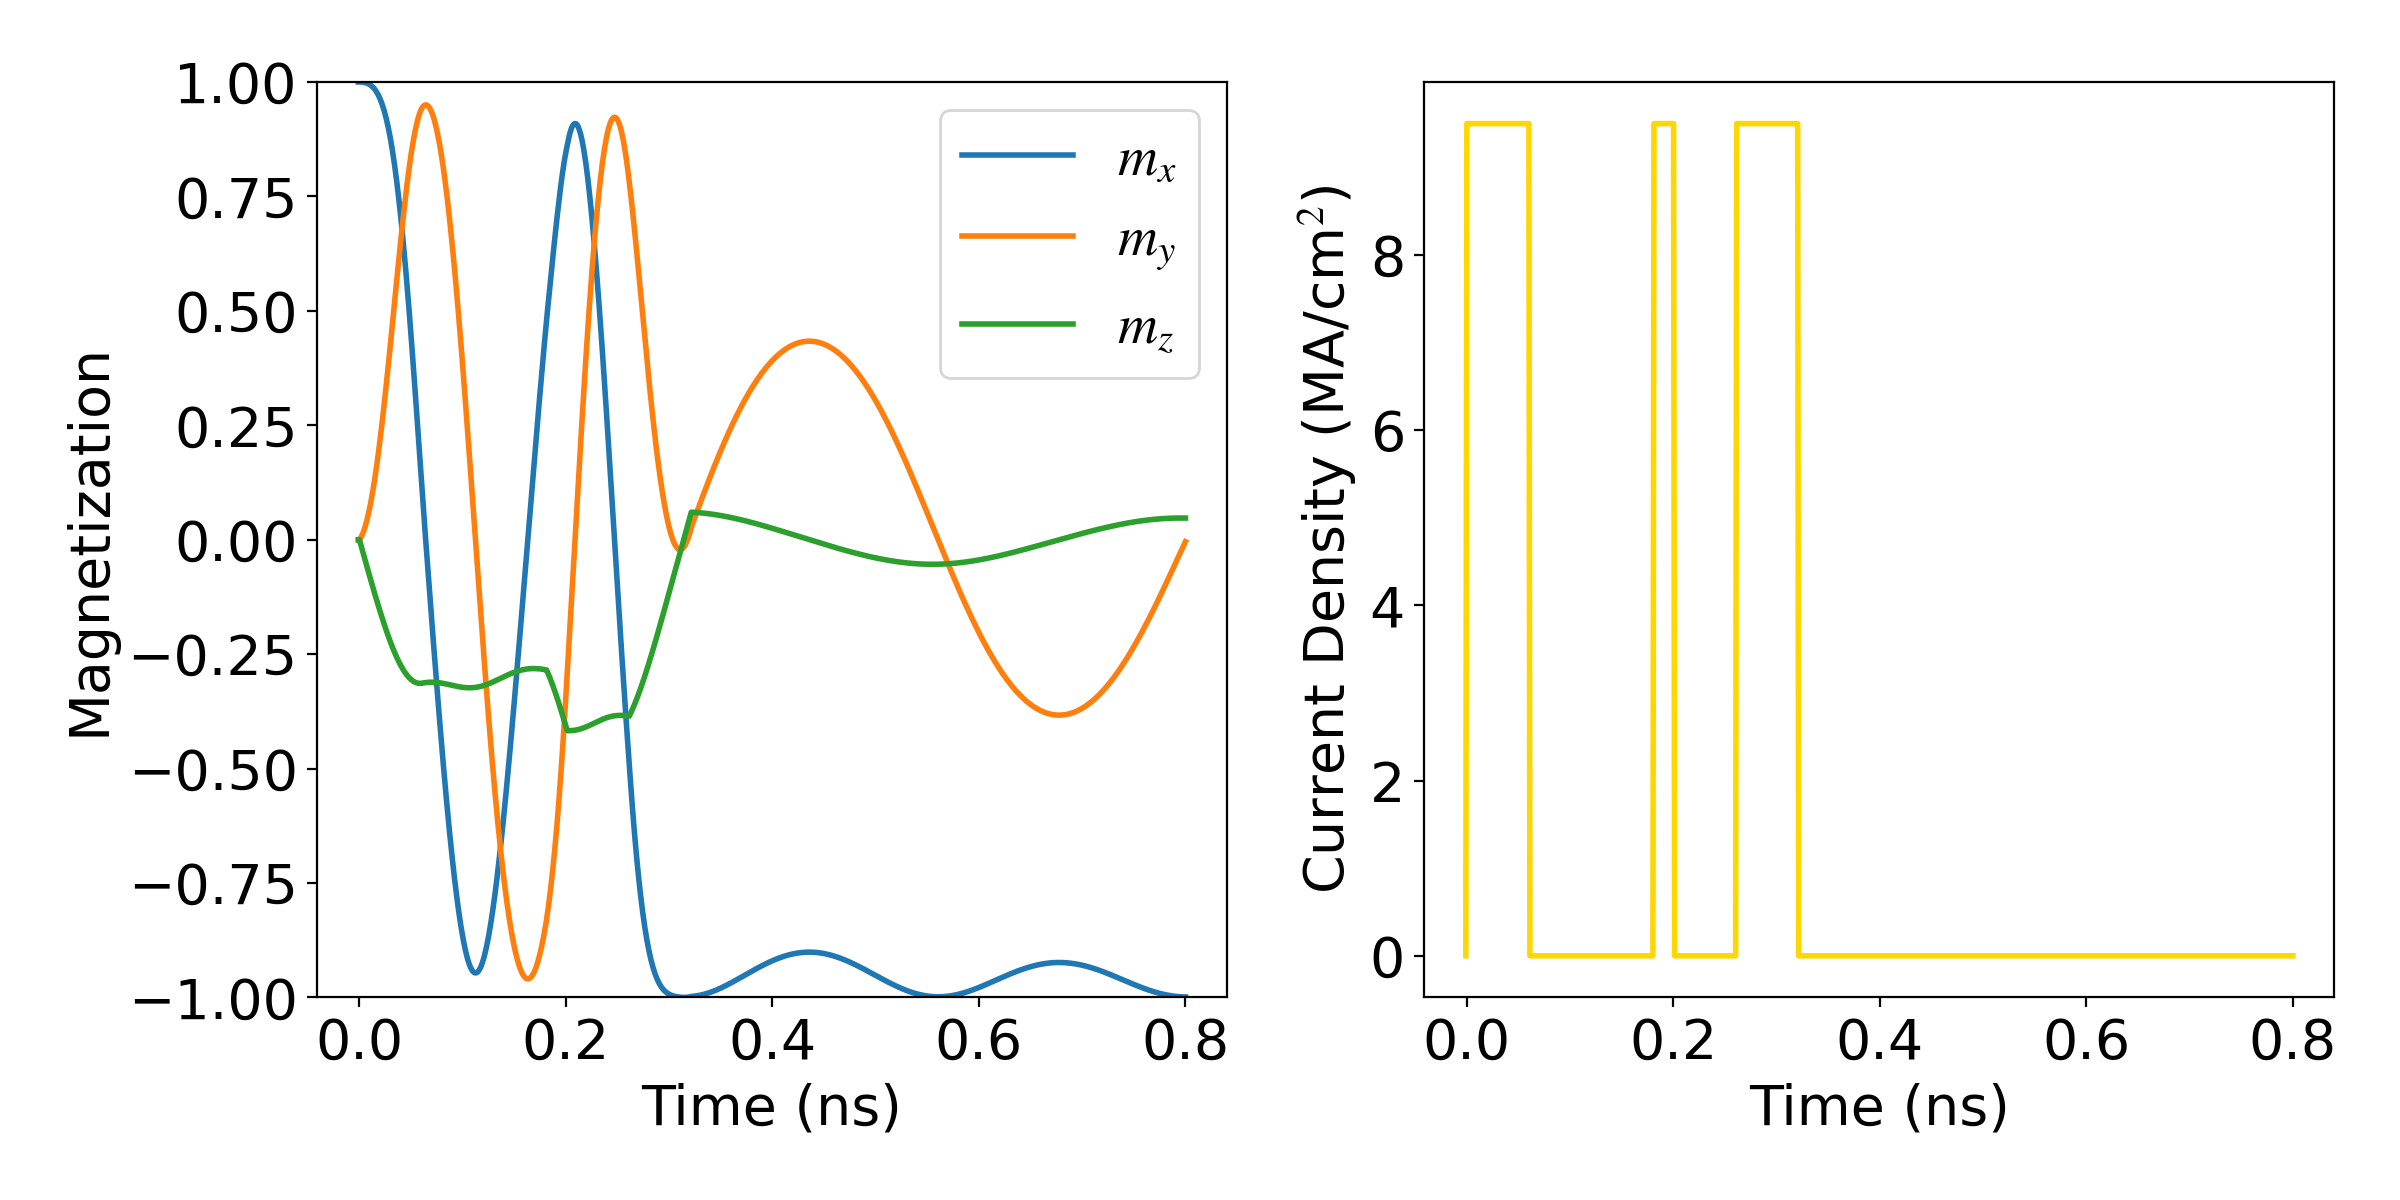 Magnetization
1.00
0.75
0.50
0.25
0.00
−0.25
−0.50
−0.75
−1.00
0.0 0.2 0.4 0.6 0.8
Time (ns)
m_x
m_y
m_z
Current Density (MA/cm²)
8
6
4
2
0
0.0 0.2 0.4 0.6 0.8
Time (ns)